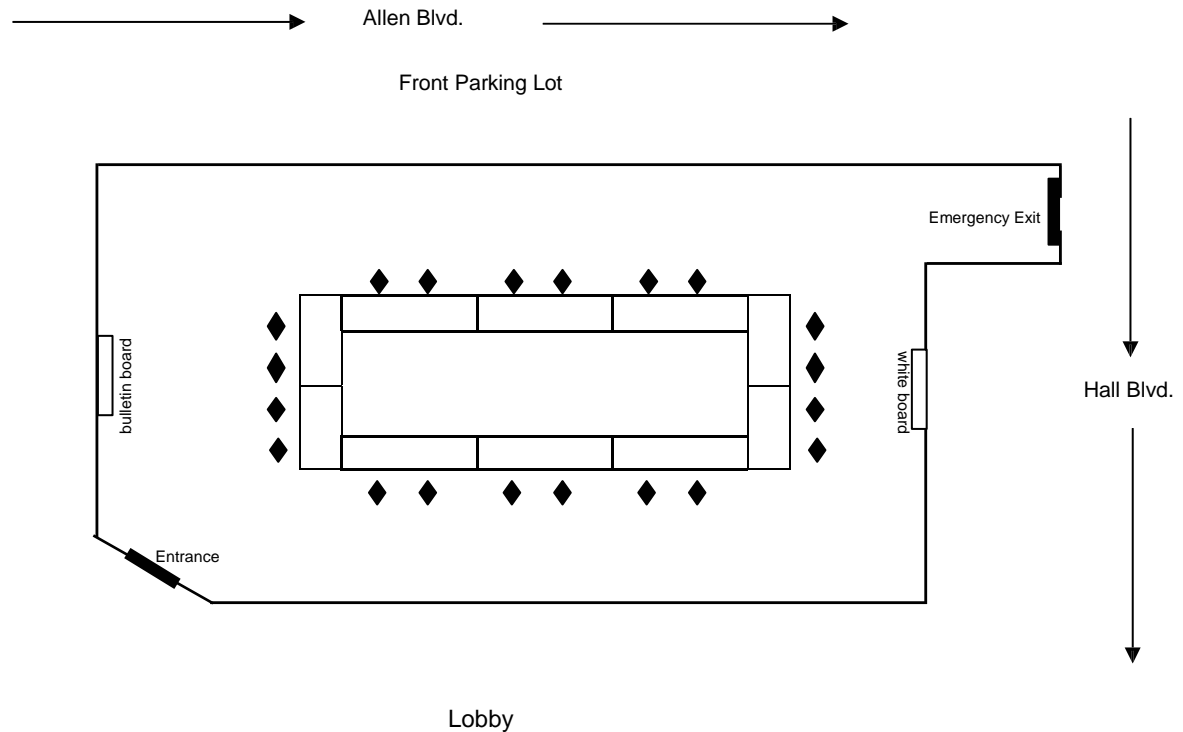 Allen Blvd.
Front Parking Lot
Emergency Exit
bulletin board
white board
Hall Blvd.
Entrance
Lobby